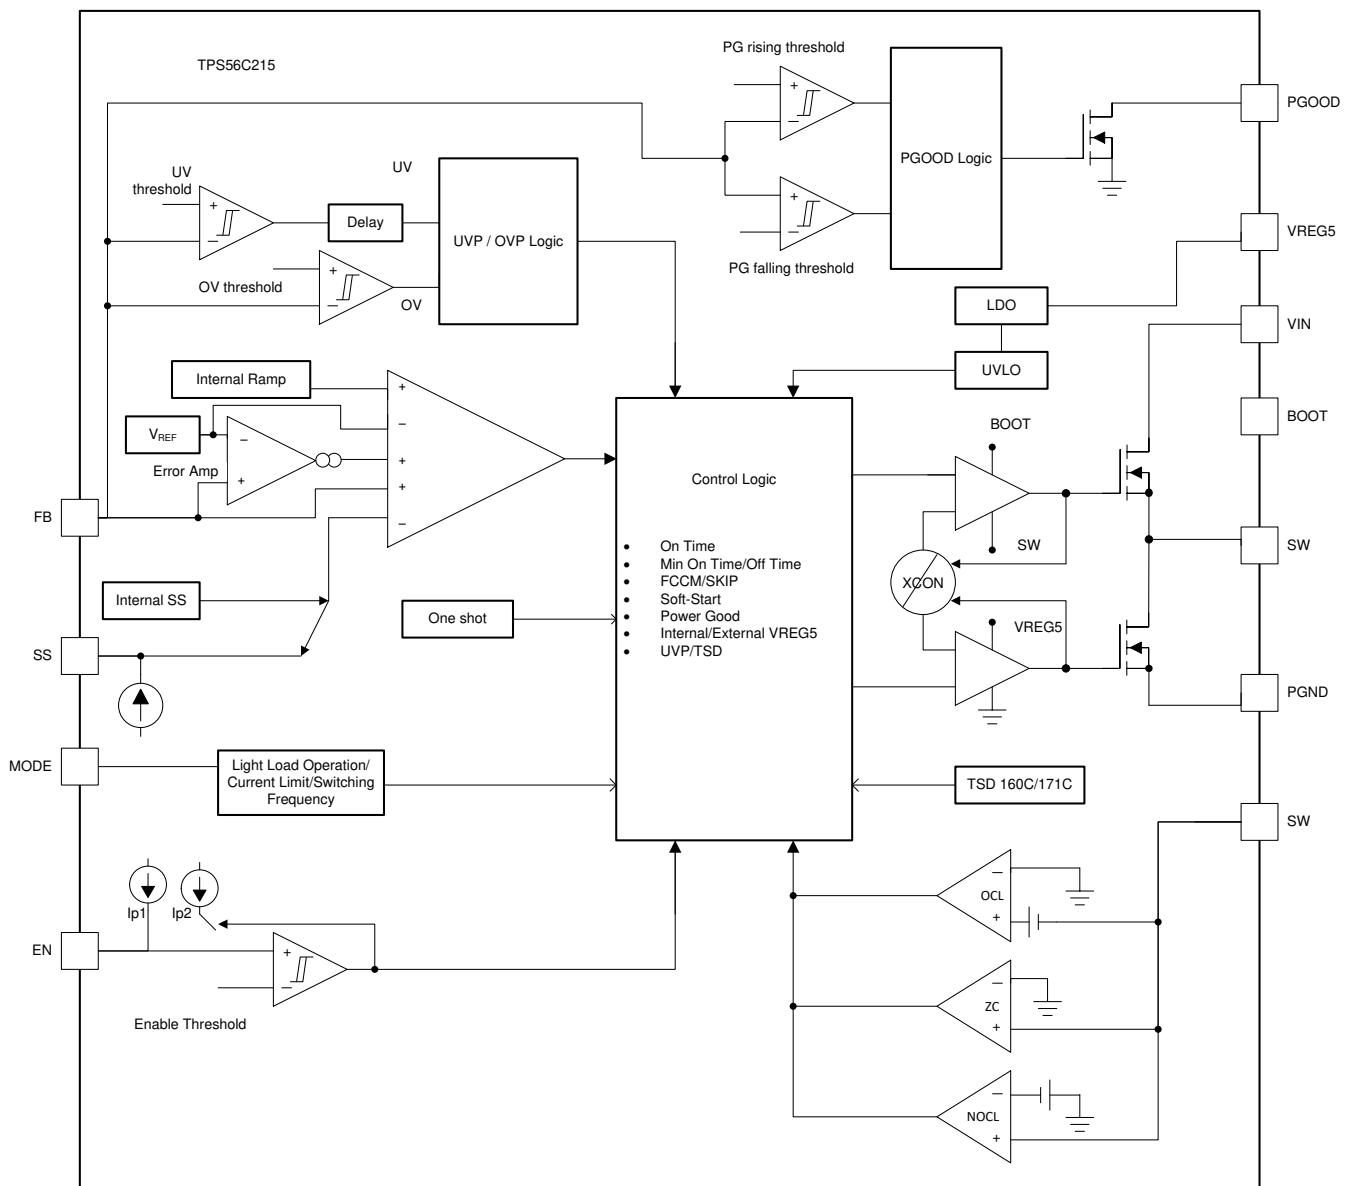 TPS56C215
PG rising threshold
+
−
PGOOD Logic
PGOOD
+
−
PG falling threshold
UV
threshold
+
−
UV
Delay
UVP / OVP Logic
OV threshold
+
−
OV
VREG5
LDO
VIN
UVLO
BOOT
Internal Ramp
VREF
Error Amp
−
+
+
−
+
+
−
FB
Internal SS
SS
One shot
Control Logic
• On Time
• Min On Time/Off Time
• FCCM/SKIP
• Soft-Start
• Power Good
• Internal/External VREG5
• UVP/TSD
BOOT
SW
XCON
VREG5
SW
PGND
MODE
Light Load Operation/
Current Limit/Switching
Frequency
TSD 160C/171C
SW
Ip1
Ip2
EN
+
−
Enable Threshold
−
OCL
+
−
ZC
+
−
NOCL
+